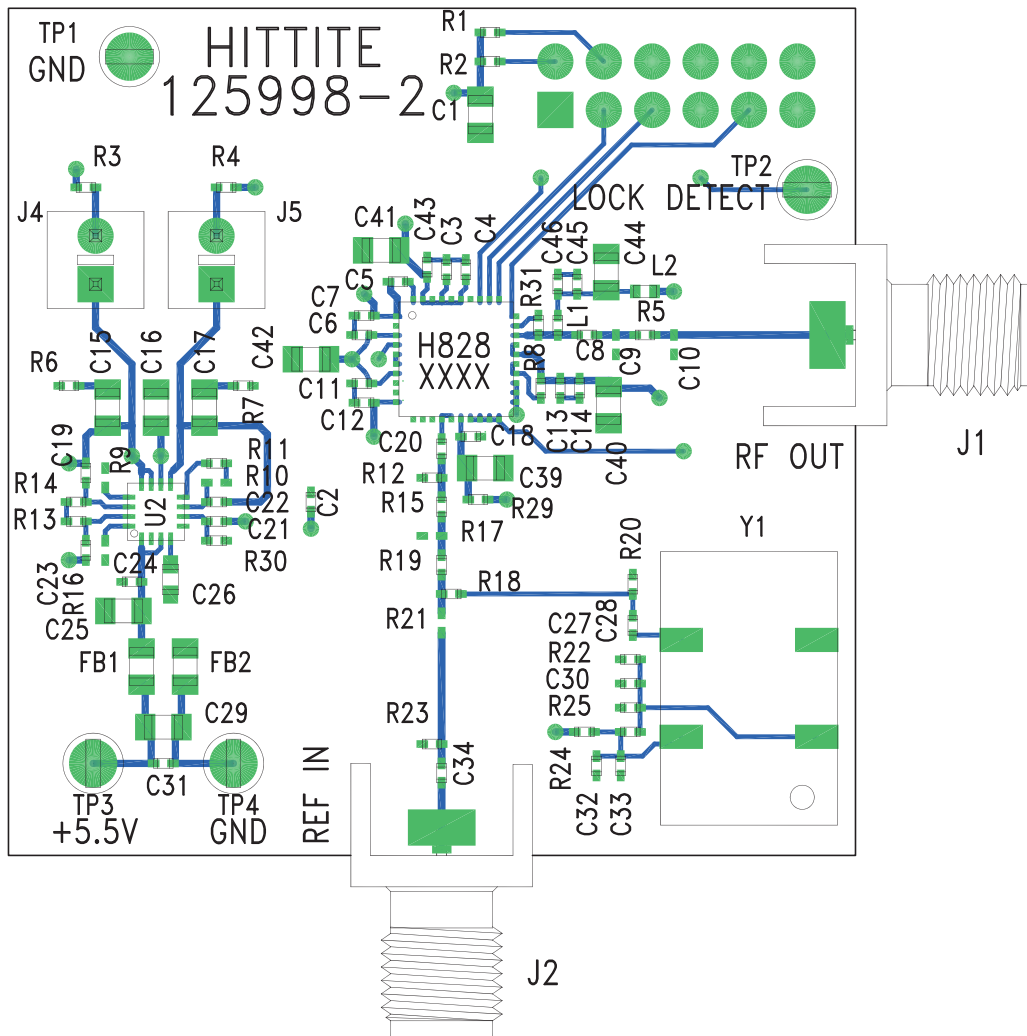 TP1
GND
HITTITE
125998-2
R1
R2
C1
R3
R4
TP2
LOCK DETECT
J4
J5
C41
C43
C3
C4
C46
C45
C44
L2
C5
C7
C6
R31
L1
R5
H828
XXXX
R8
C8
C9
C10
R6
C15
C16
C17
C42
C11
C12
R7
C13
C14
C40
C20
C18
RF OUT
J1
C19
R9
R11
R10
R12
C39
R14
R13
U2
C22
C21
R30
C2
R15
R29
R17
R20
Y1
C23
R16
C24
C26
R19
R18
C25
R21
C27
C28
FB1
FB2
R22
C30
R25
C29
R23
R24
C31
C34
C32
C33
REF IN
TP3
+5.5V
TP4
GND
J2